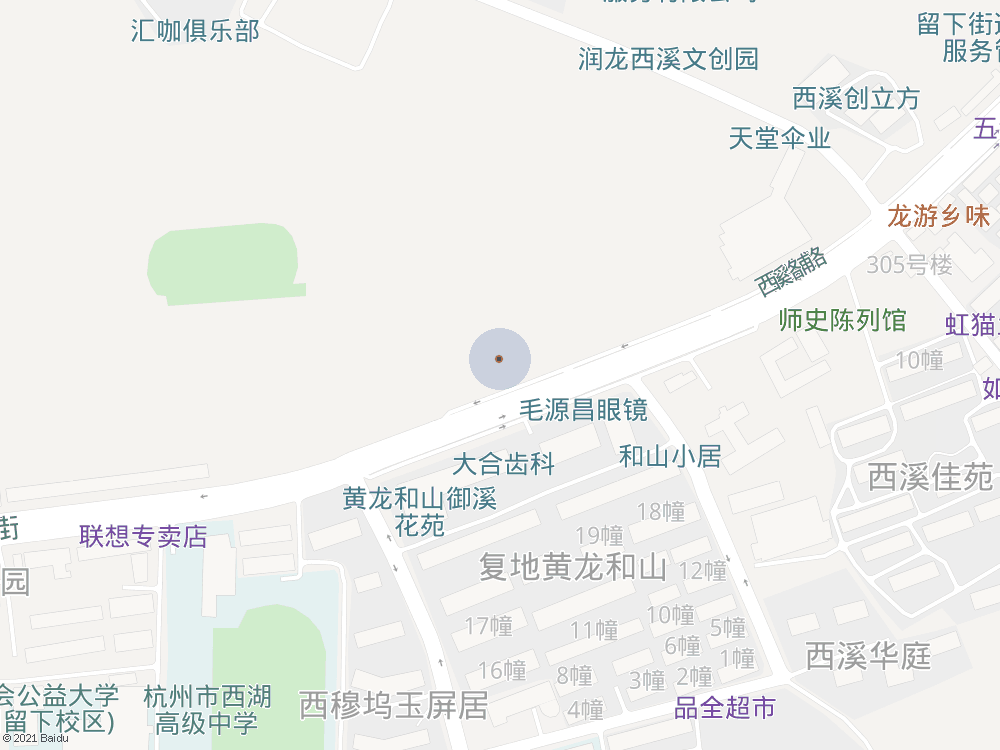 汇咖俱乐部
润龙西溪文创园
留下街道
服务管
西溪创立方
天堂伞业
五
龙游乡味
西溪路辅路
305号楼
师史陈列馆
虹猫
10幢
如
毛源昌眼镜
大合齿科
和山小居
西溪佳苑
黄龙和山御溪
花苑
18幢
街
联想专卖店
19幢
复地黄龙和山
12幢
园
10幢
17幢
11幢
5幢
6幢
1幢
西溪华庭
16幢
8幢
3幢
2幢
会公益大学
留下校区)
杭州市西湖
高级中学
西穆坞玉屏居
4幢
品全超市
© 2021 Baidu